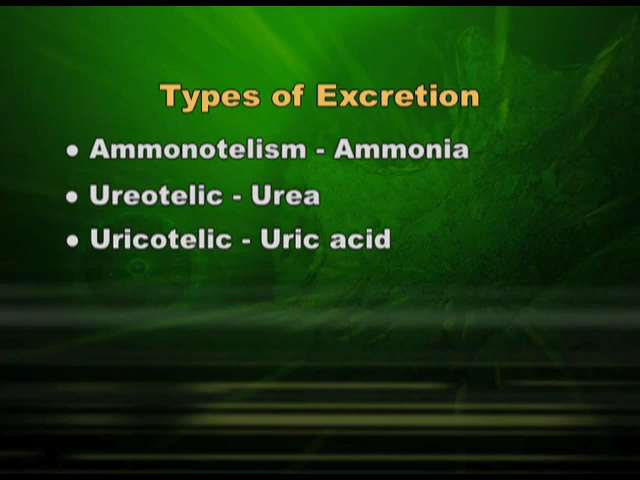 Types of Excretion
● Ammonotelism - Ammonia
● Ureotelic - Urea
● Uricotelic - Uric acid